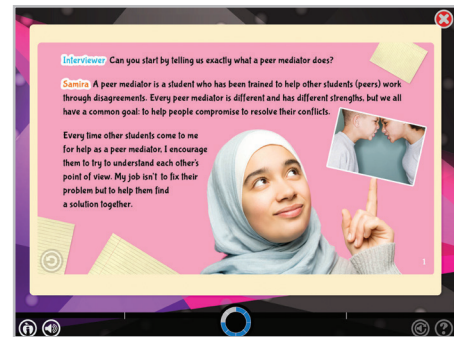 Interviewer Can you start by telling us exactly what a peer mediator does?
Samira A peer mediator is a student who has been trained to help other students (peers) work
through disagreements. Every peer mediator is different and has different strengths, but we all
have a common goal: to help people compromise to resolve their conflicts.
Every time other students come to me
for help as a peer mediator, I encourage
them to try to understand each other's
point of view. My job isn't to fix their
problem but to help them find
a solution together.
1